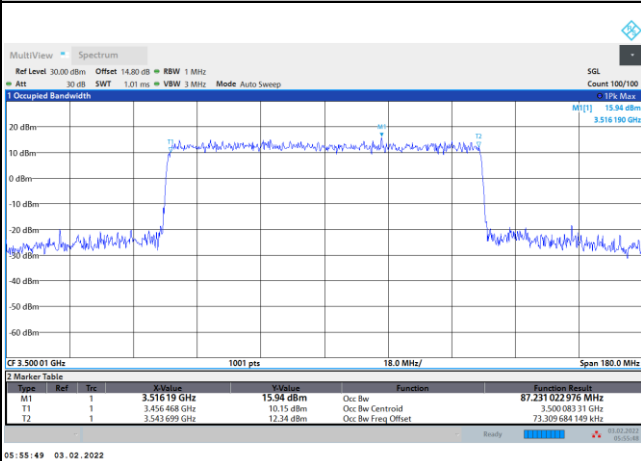 MultiView Spectrum
Ref Level 30.00 dBm Offset 14.80 dB RBW 1 MHz SGL
Att 30 dB SWT 1.01 ms VBW 3 MHz Mode Auto Sweep Count 100/100
1 Occupied Bandwidth 1Pk Max
M1[1] 15.94 dBm
3.516 190 GHz
20 dBm
M1
T1
T2
10 dBm
0 dBm
-10 dBm
-20 dBm
-30 dBm
-40 dBm
-50 dBm
-60 dBm
CF 3.500 01 GHz 1001 pts 18.0 MHz/ Span 180.0 MHz
2 Marker Table
Type Ref Trc X-Value Y-Value Function Function Result
M1 1 3.516 19 GHz 15.94 dBm Occ Bw 87.231 022 976 MHz
T1 1 3.456 468 GHz 10.15 dBm Occ Bw Centroid 3.500 083 31 GHz
T2 1 3.543 699 GHz 12.34 dBm Occ Bw Freq Offset 73.309 684 149 kHz
Ready 03.02.2022
05:55:48
05:55:49 03.02.2022